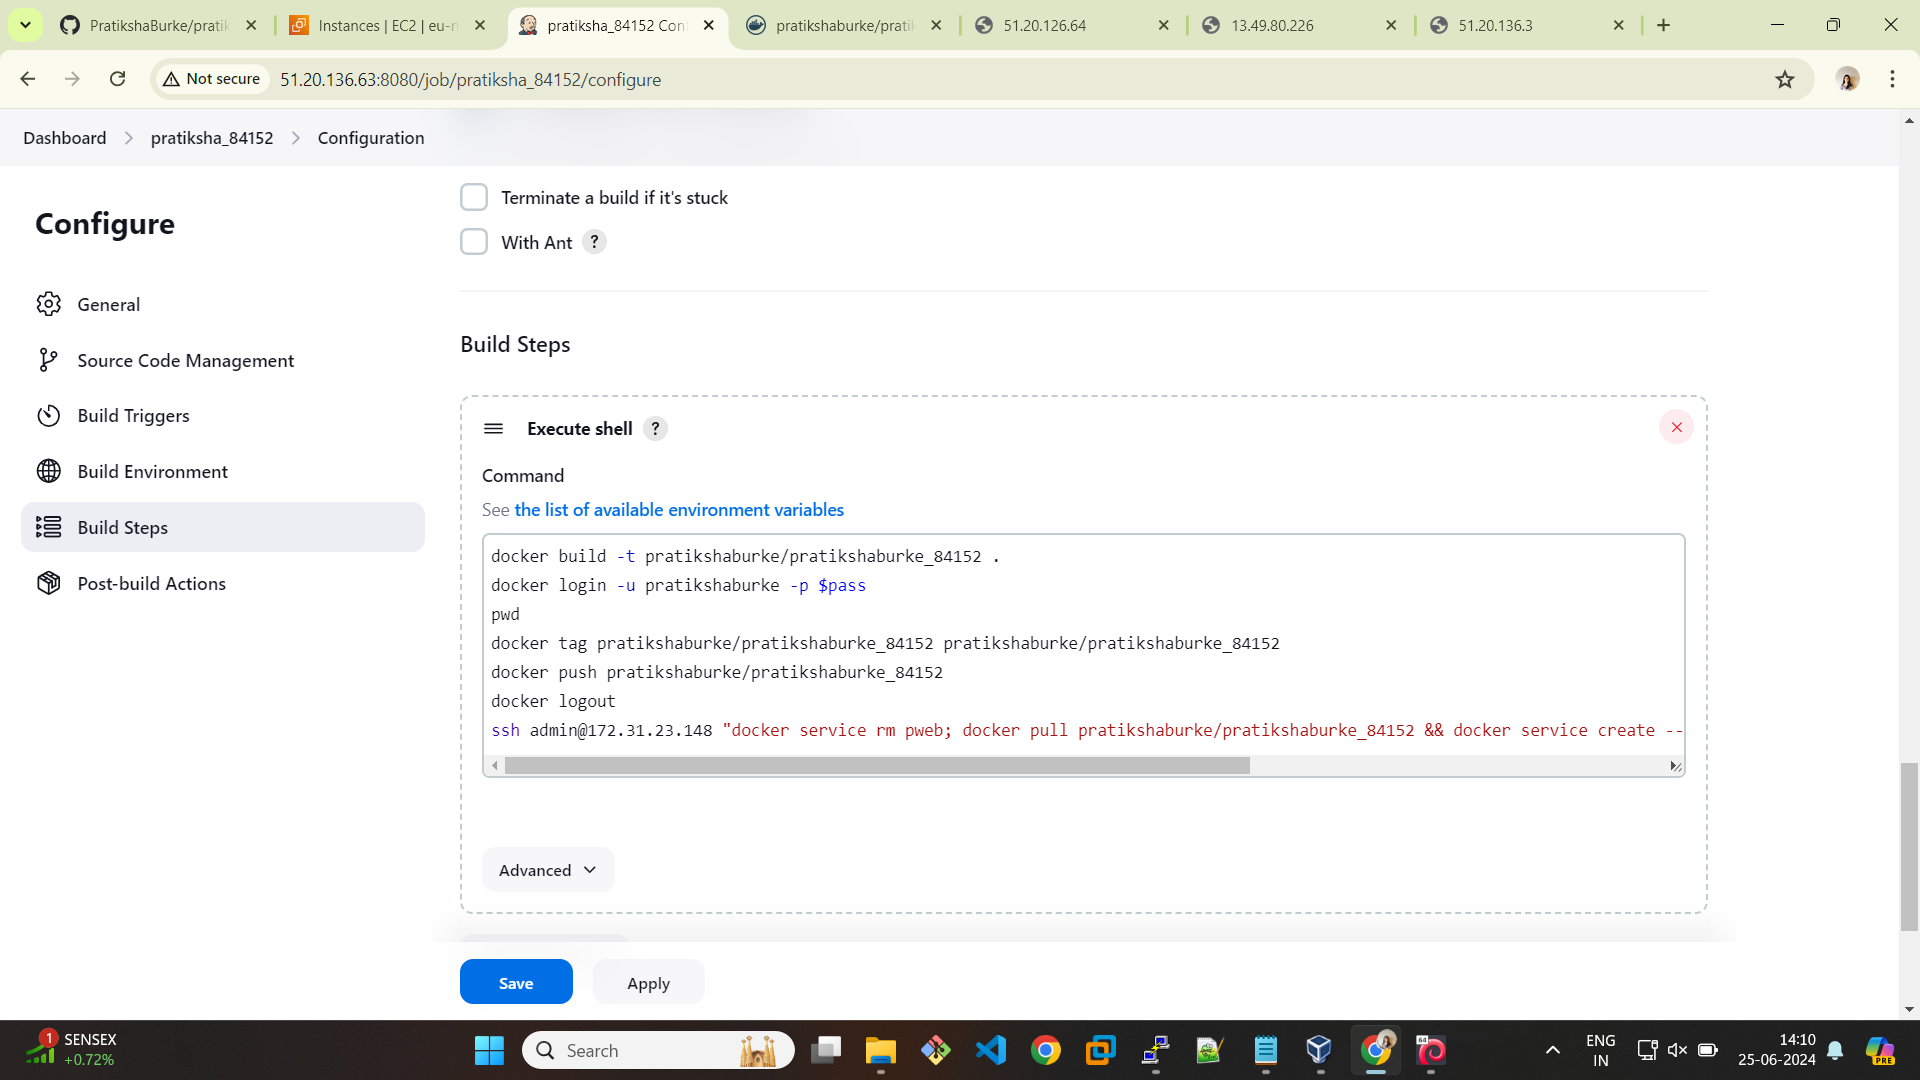 PratikshaBurke/pratik
Instances | EC2 | eu-n
pratiksha_84152 Con
pratikshaburke/pratik
51.20.126.64
13.49.80.226
51.20.136.3
Not secure
51.20.136.63:8080/job/pratiksha_84152/configure
Dashboard
pratiksha_84152
Configuration
Configure
General
Source Code Management
Build Triggers
Build Environment
Build Steps
Post-build Actions
Terminate a build if it's stuck
With Ant ?
Build Steps
Execute shell ?
Command
See the list of available environment variables
docker build -t pratikshaburke/pratikshaburke_84152 .
docker login -u pratikshaburke -p $pass
pwd
docker tag pratikshaburke/pratikshaburke_84152 pratikshaburke/pratikshaburke_84152
docker push pratikshaburke/pratikshaburke_84152
docker logout
ssh admin@172.31.23.148 "docker service rm pweb; docker pull pratikshaburke/pratikshaburke_84152 && docker service create --
Advanced
Save
Apply
1
SENSEX
+0.72%
Search
64
ENG
IN
14:10
25-06-2024
PRE